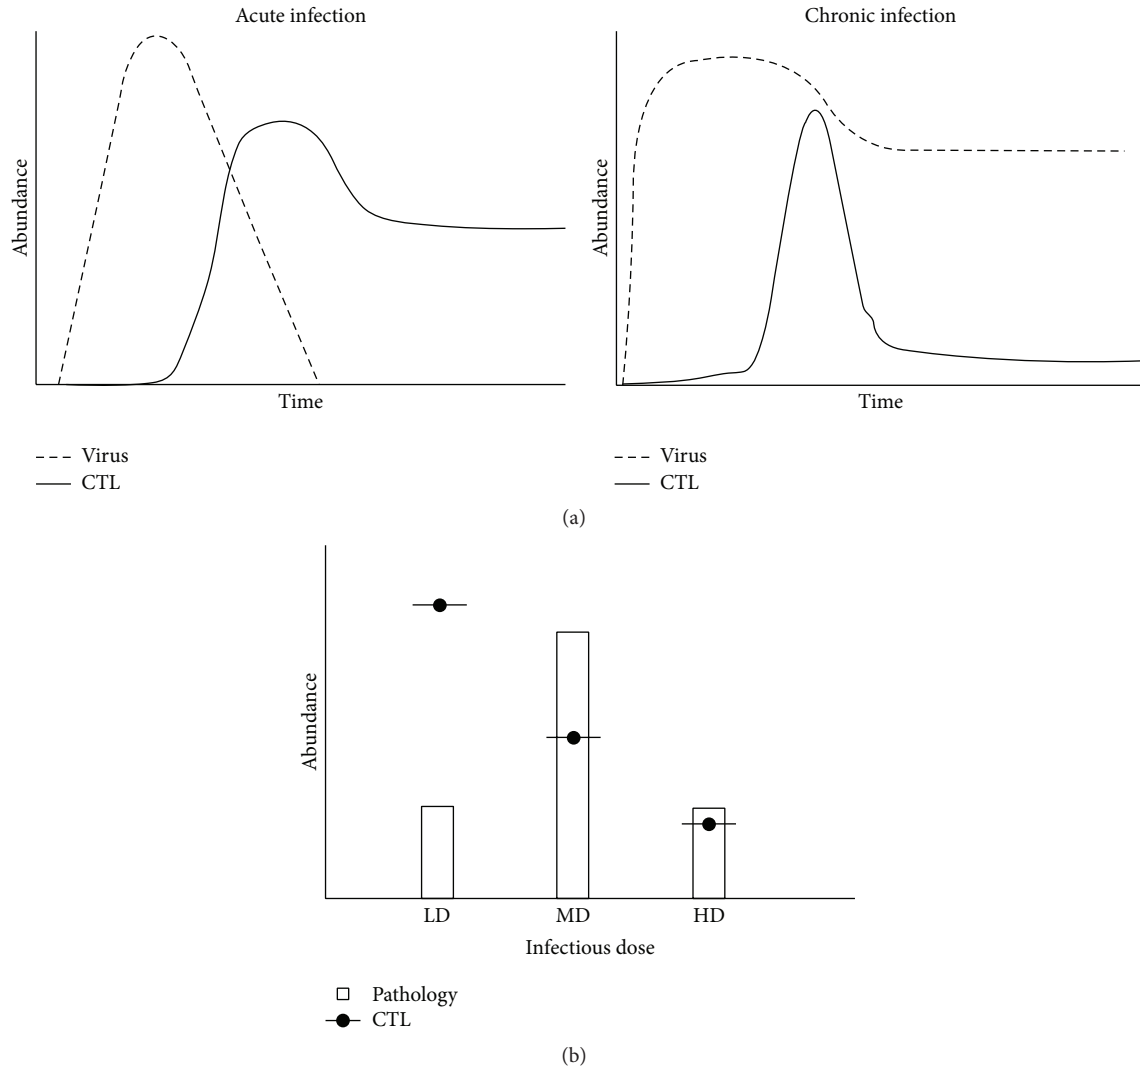 Acute infection
Abundance
Time
Virus
CTL
Chronic infection
Abundance
Time
Virus
CTL
(a)
Abundance
LD MD HD
Infectious dose
Pathology
CTL
(b)